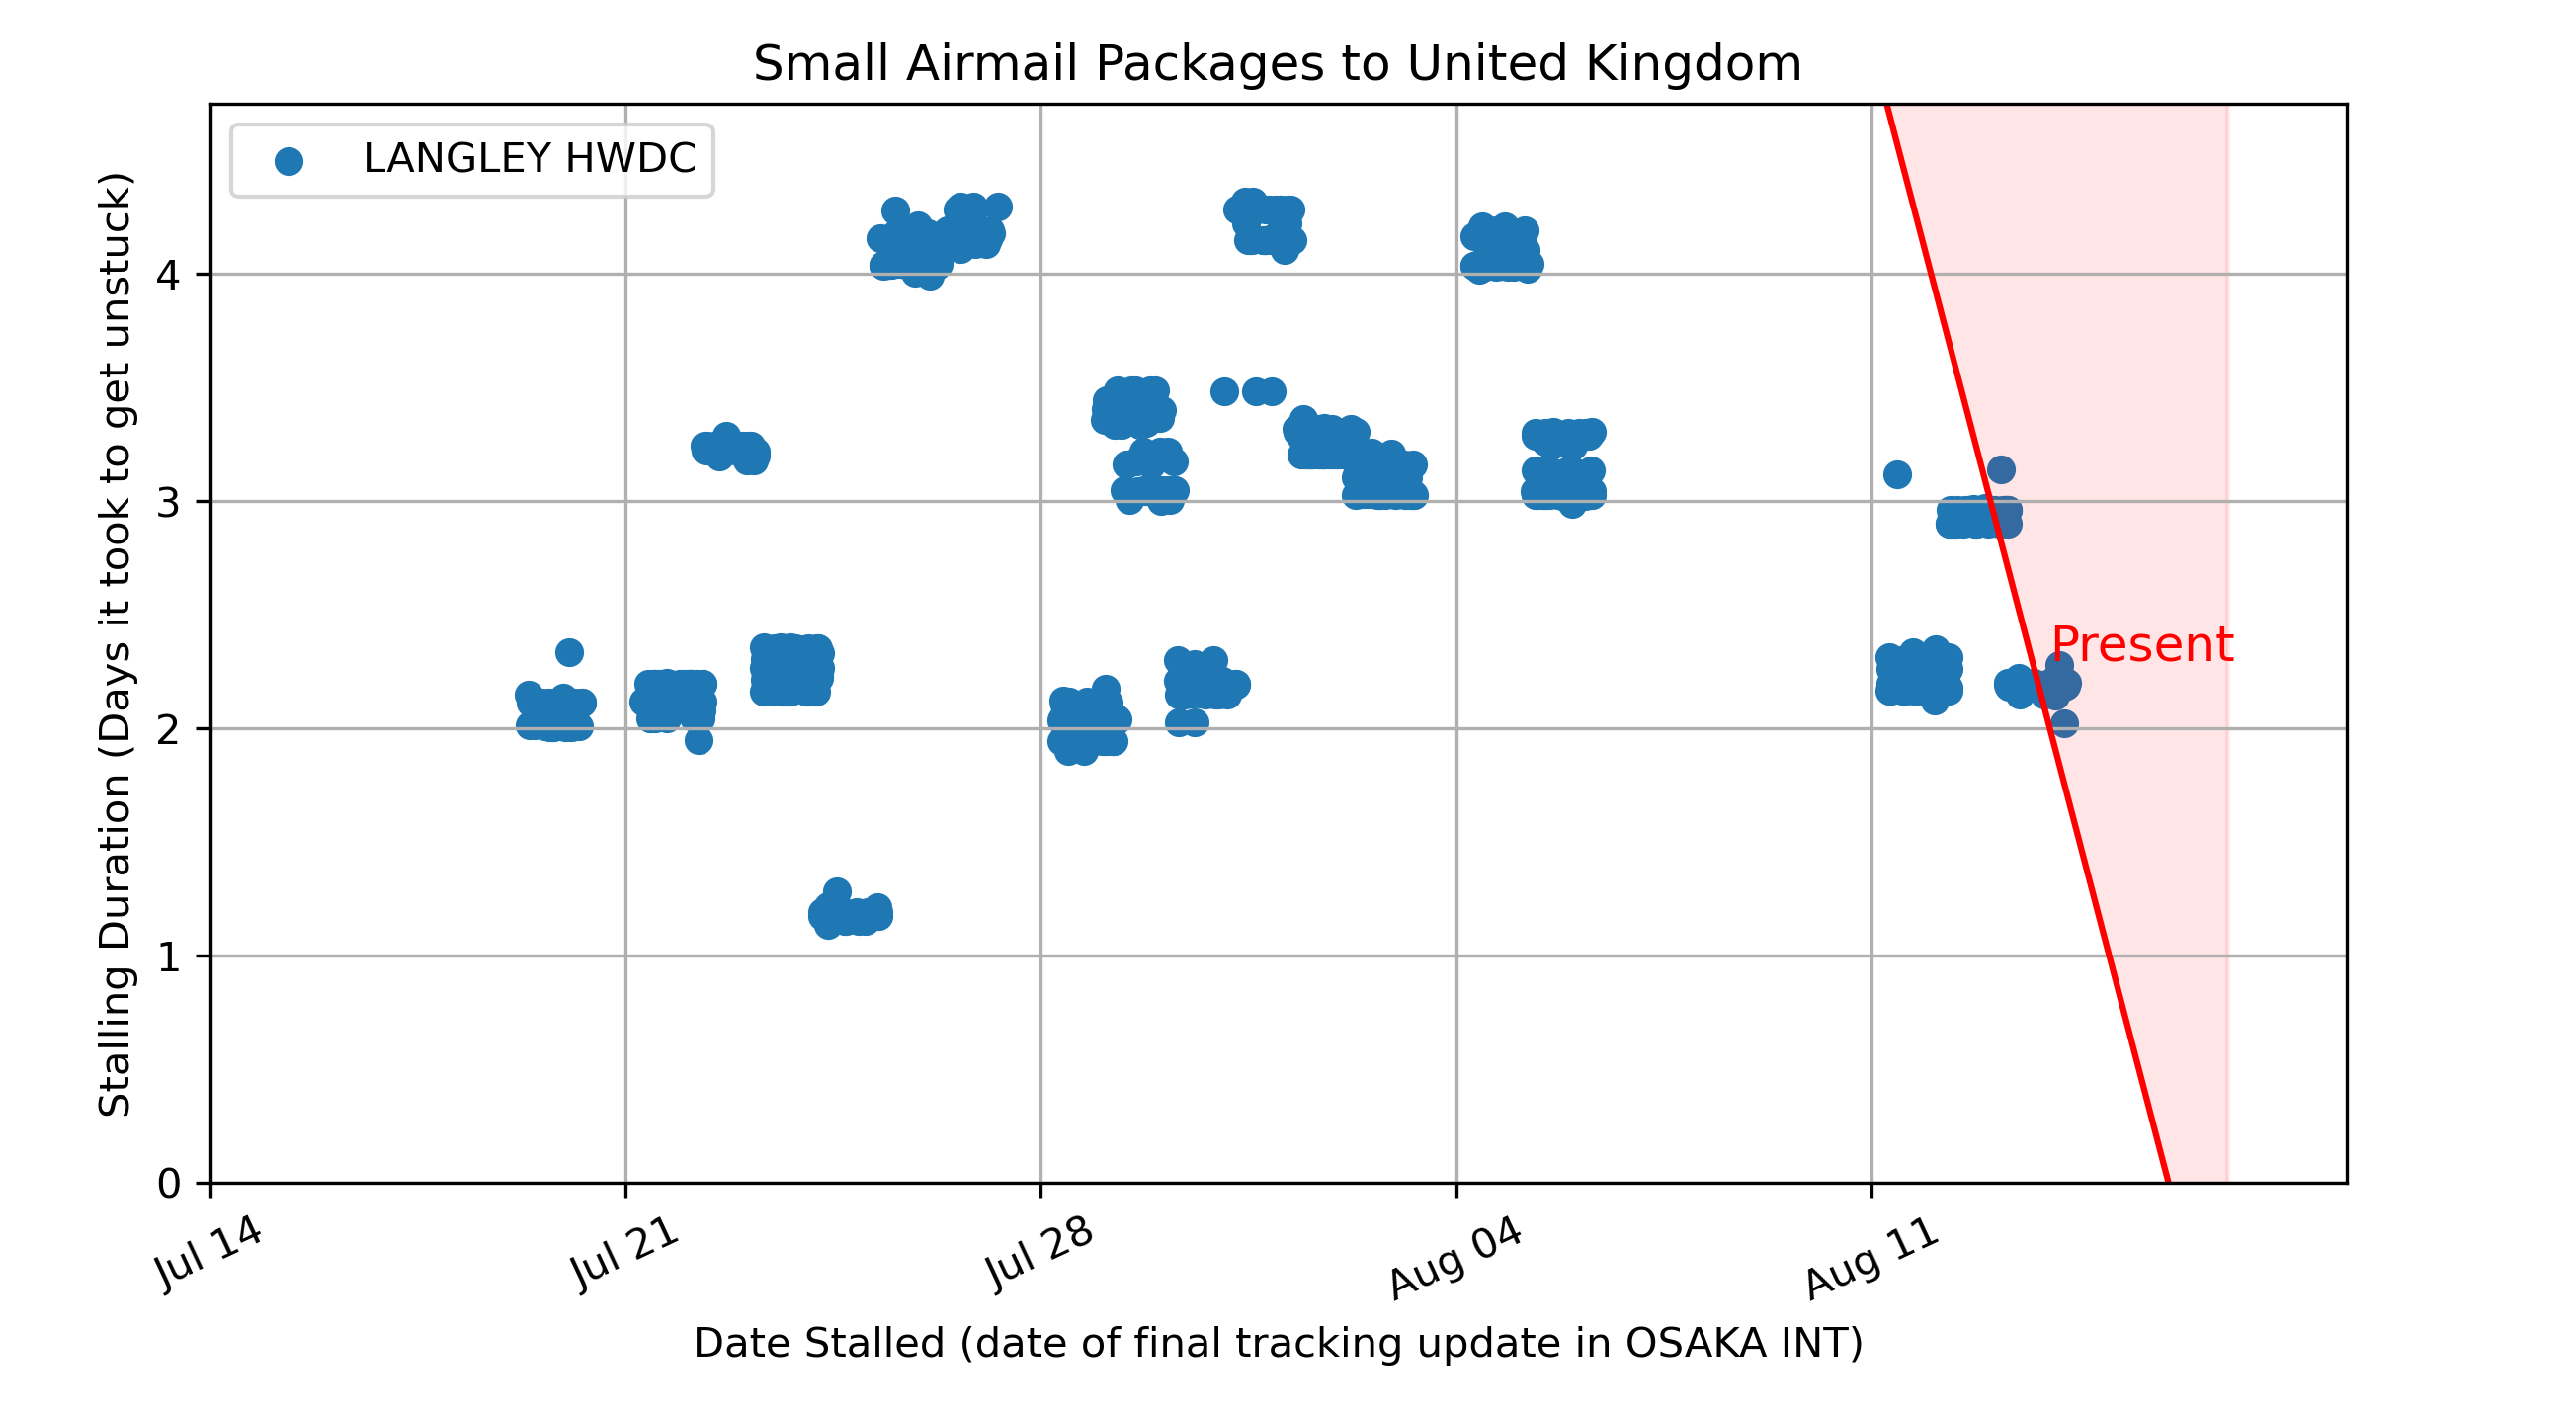 Small Airmail Packages to United Kingdom
LANGLEY HWDC
Stalling Duration (Days it took to get unstuck)
4
3
2
1
0
Present
Jul 14
Jul 21
Jul 28
Aug 04
Aug 11
Date Stalled (date of final tracking update in OSAKA INT)